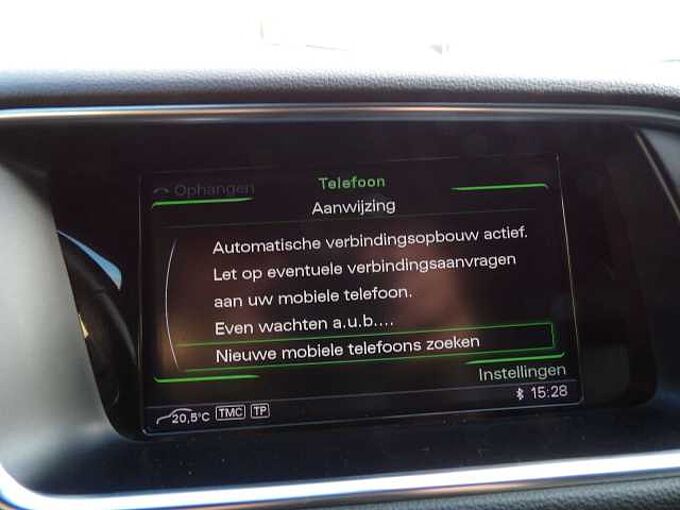 Telefoon
Ophangen
Aanwijzing
Automatische verbindingsopbouw actief.
Let op eventuele verbindingsaanvragen
aan uw mobiele telefoon.
Even wachten a.u.b....
Nieuwe mobiele telefoons zoeken
Instellingen
20,5°C TMC TP 15:28